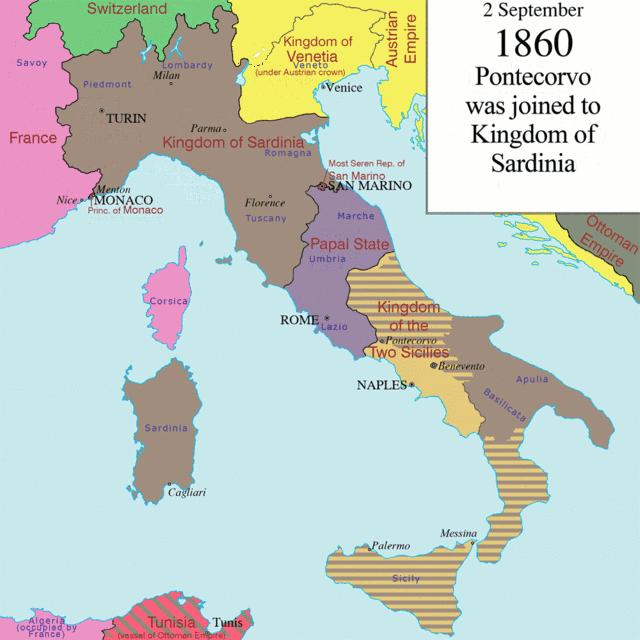 Switzerland
2 September
1860
Pontecorvo
was joined to
Kingdom of
Sardinia
Austrian
Empire
Kingdom of
Venetia
(under Austrian crown)
Veneto
Savoy
Lombardy
Milan
Piedmont
Venice
TURIN
France
Parma
Kingdom of Sardinia
Romagna
Most Seren Rep. of
San Marino
SAN MARINO
Menton
Nice
MONACO
Princ. of Monaco
Florence
Tuscany
Marche
Papal State
Umbria
Ottoman
Empire
Corsica
Kingdom
of the
Two Sicilies
ROME
Lazio
Pontecorvo
Benevento
NAPLES
Apulia
Basilicata
Sardinia
Cagliari
Messina
Palermo
Sicily
Algeria
(occupied by
France)
Tunisia
Tunis
(vessel of Ottoman Empire)